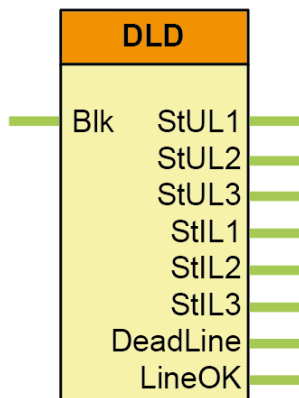 DLD
Blk StUL1
StUL2
StUL3
StIL1
StIL2
StIL3
DeadLine
LineOK